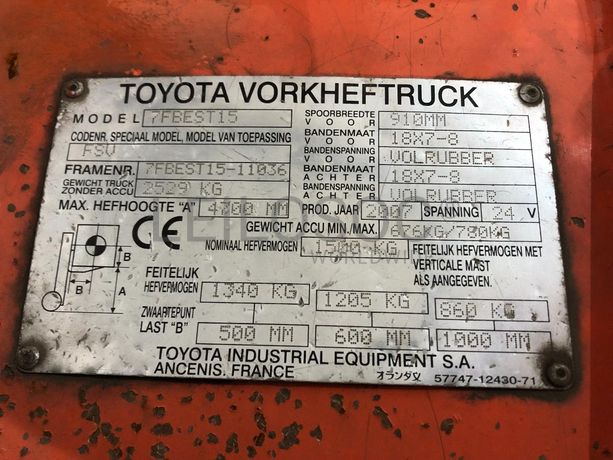 TOYOTA VORKHEFTRUCK
MODEL 7FBEST15
SPOORBREEDTE VOOR 910MM
CODENR. SPECIAAL MODEL, MODEL VAN TOEPASSING
FSV
BANDENMAAT VOOR 18X7-8
BANDENSPANNING VOOR VOLRUBBER
FRAMENR. 7FBEST15-11036
BANDENMAAT ACHTER 18X7-8
GEWICHT TRUCK ZONDER ACCU 2529 KG
BANDENSPANNING ACHTER VOLRUBBER
MAX. HEFHOOGTE "A" 4700 MM
PROD. JAAR 2007 SPANNING 24 V
GEWICHT ACCU MIN./MAX. 676KG/780KG
CE
NOMINAAL HEFVERMOGEN 1500 KG
FEITELIJK HEFVERMOGEN MET
VERTICALE MAST
ALS AANGEGEVEN.
B
B
A
FEITELIJK
HEFVERMOGEN 1340 KG 1205 KG 860 KG
ZWAARTEPUNT
LAST "B" 500 MM 600 MM 1000 MM
TOYOTA INDUSTRIAL EQUIPMENT S.A.
ANCENIS, FRANCE
オランダ文 57747-12430-71